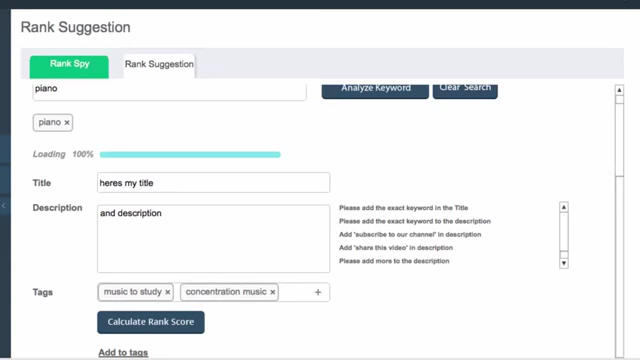 Rank Suggestion
Rank Spy Rank Suggestion
piano Analyze Keyword Clear Search
piano ×
Loading 100%
Title heres my title
Description and description
Please add the exact keyword in the Title
Please add the exact keyword to the description
Add 'subscribe to our channel' in description
Add 'share this video' in description
Please add more to the description
Tags music to study × concentration music × +
Calculate Rank Score
Add to tags